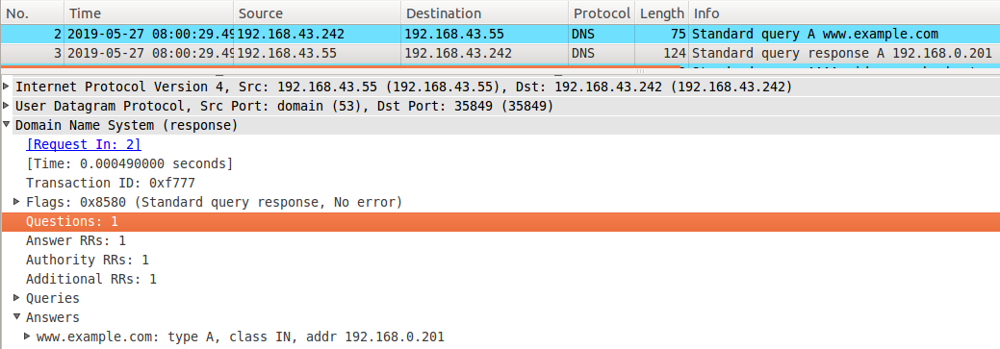 No. Time Source Destination Protocol Length Info
2 2019-05-27 08:00:29.49 192.168.43.242 192.168.43.55 DNS 75 Standard query A www.example.com
3 2019-05-27 08:00:29.49 192.168.43.55 192.168.43.242 DNS 124 Standard query response A 192.168.0.201
Internet Protocol Version 4, Src: 192.168.43.55 (192.168.43.55), Dst: 192.168.43.242 (192.168.43.242)
User Datagram Protocol, Src Port: domain (53), Dst Port: 35849 (35849)
Domain Name System (response)
[Request In: 2]
[Time: 0.000490000 seconds]
Transaction ID: 0xf777
Flags: 0x8580 (Standard query response, No error)
Questions: 1
Answer RRs: 1
Authority RRs: 1
Additional RRs: 1
Queries
Answers
www.example.com: type A, class IN, addr 192.168.0.201